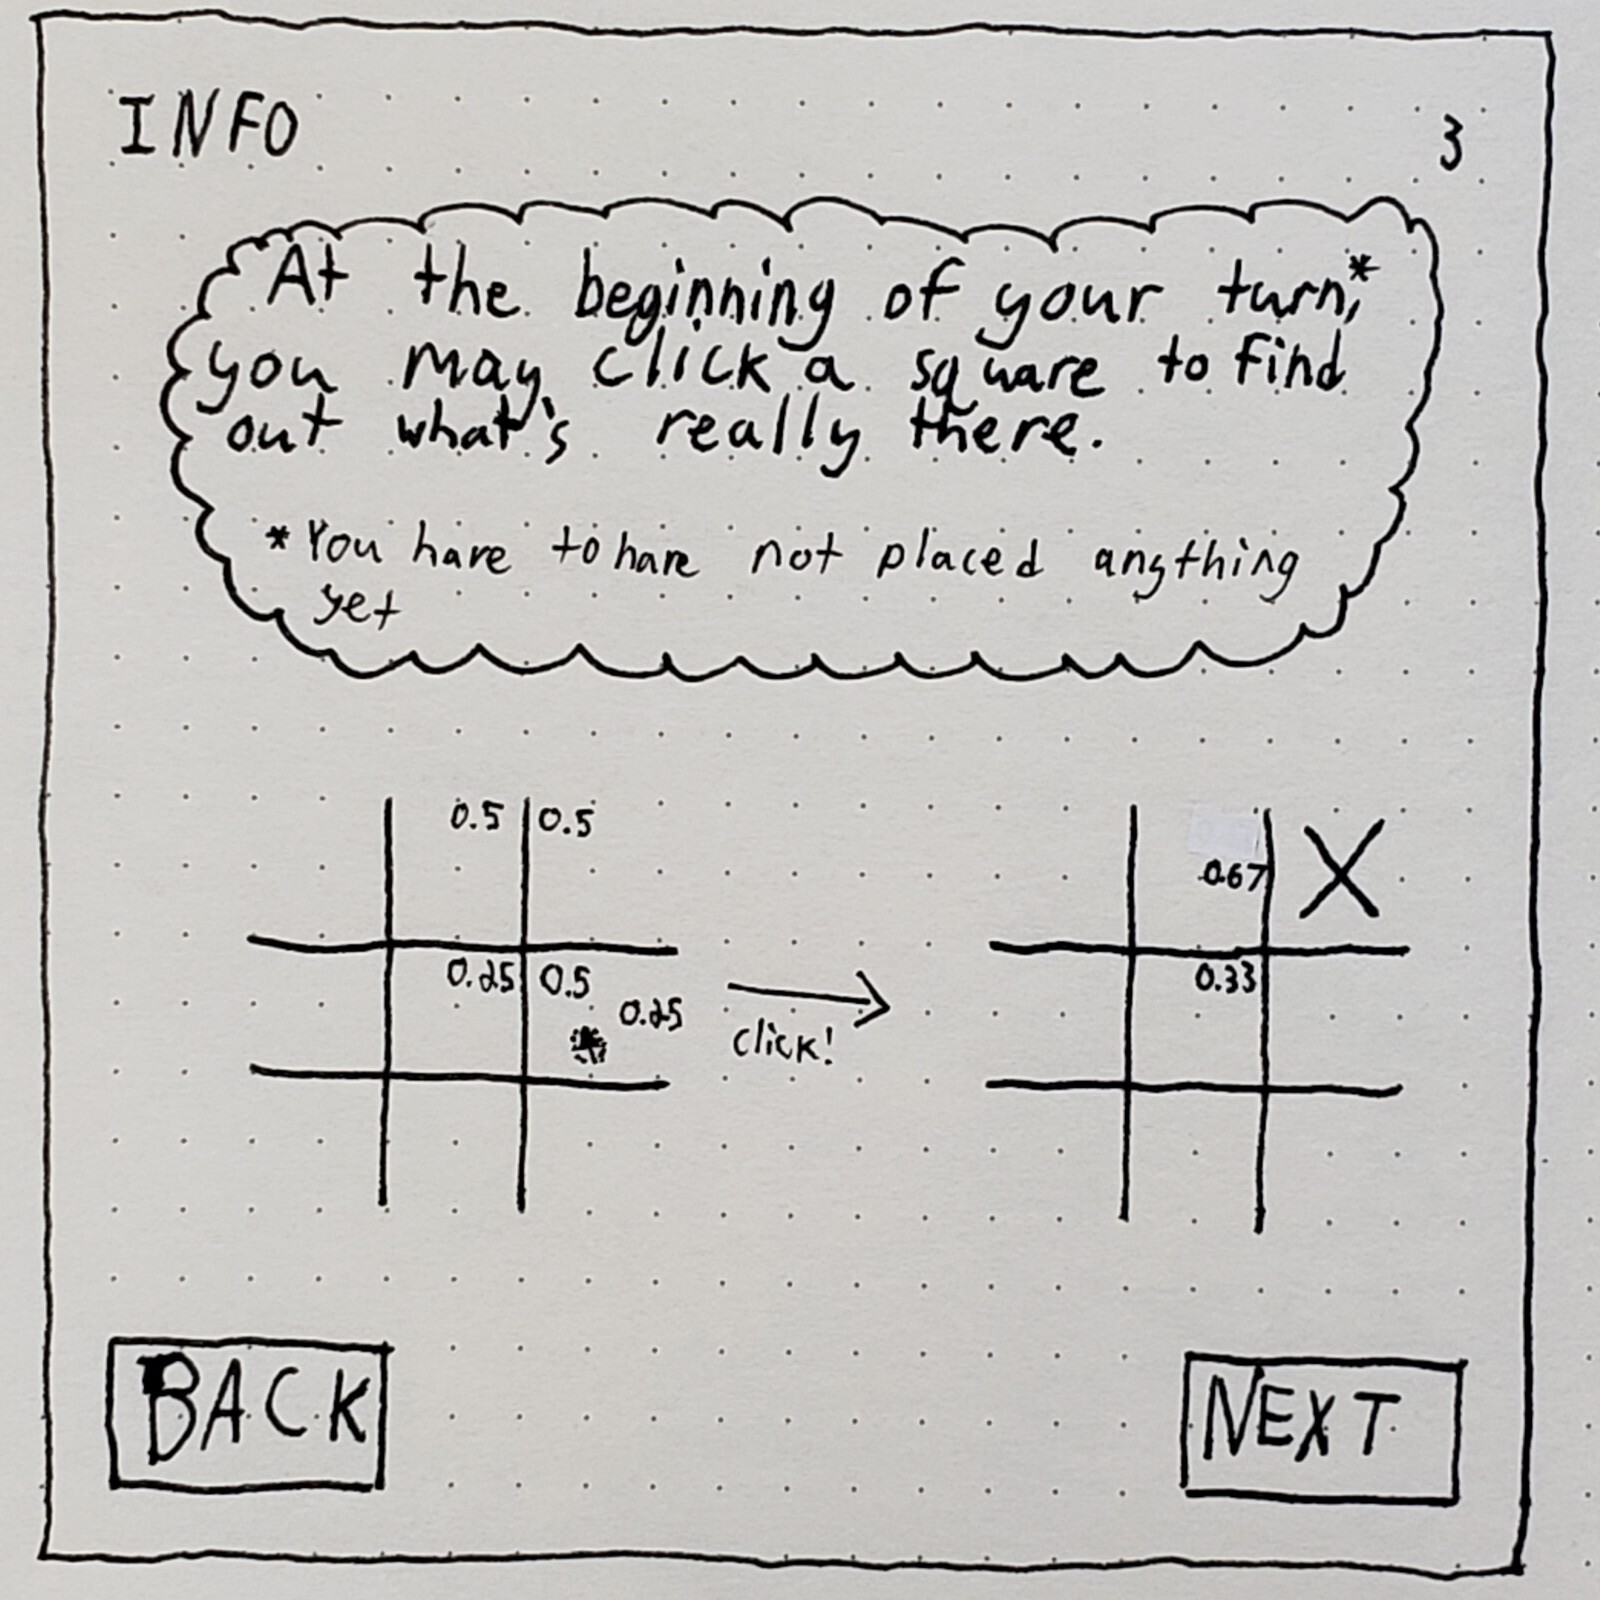 INFO
3
At the beginning of your turn,*
you may click a square to find
out what's really there.
*You have to have not placed anything
yet
0.5 0.5
0.25 0.5
0.25
click!
0.67 X
0.33
BACK
NEXT